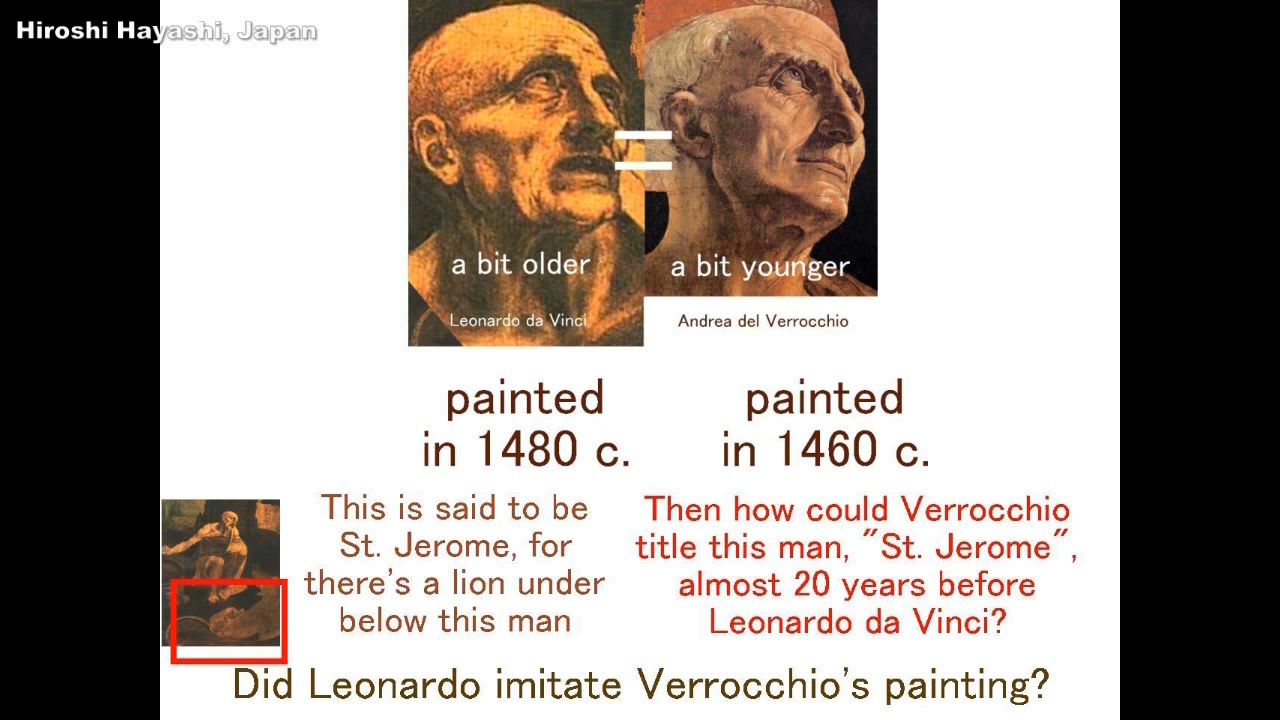 Hiroshi Hayashi, Japan
a bit older
a bit younger
Leonardo da Vinci
Andrea del Verrocchio
painted
in 1480 c.
painted
in 1460 c.
This is said to be
St. Jerome, for
there's a lion under
below this man
Then how could Verrocchio
title this man, "St. Jerome",
almost 20 years before
Leonardo da Vinci?
Did Leonardo imitate Verrocchio's painting?